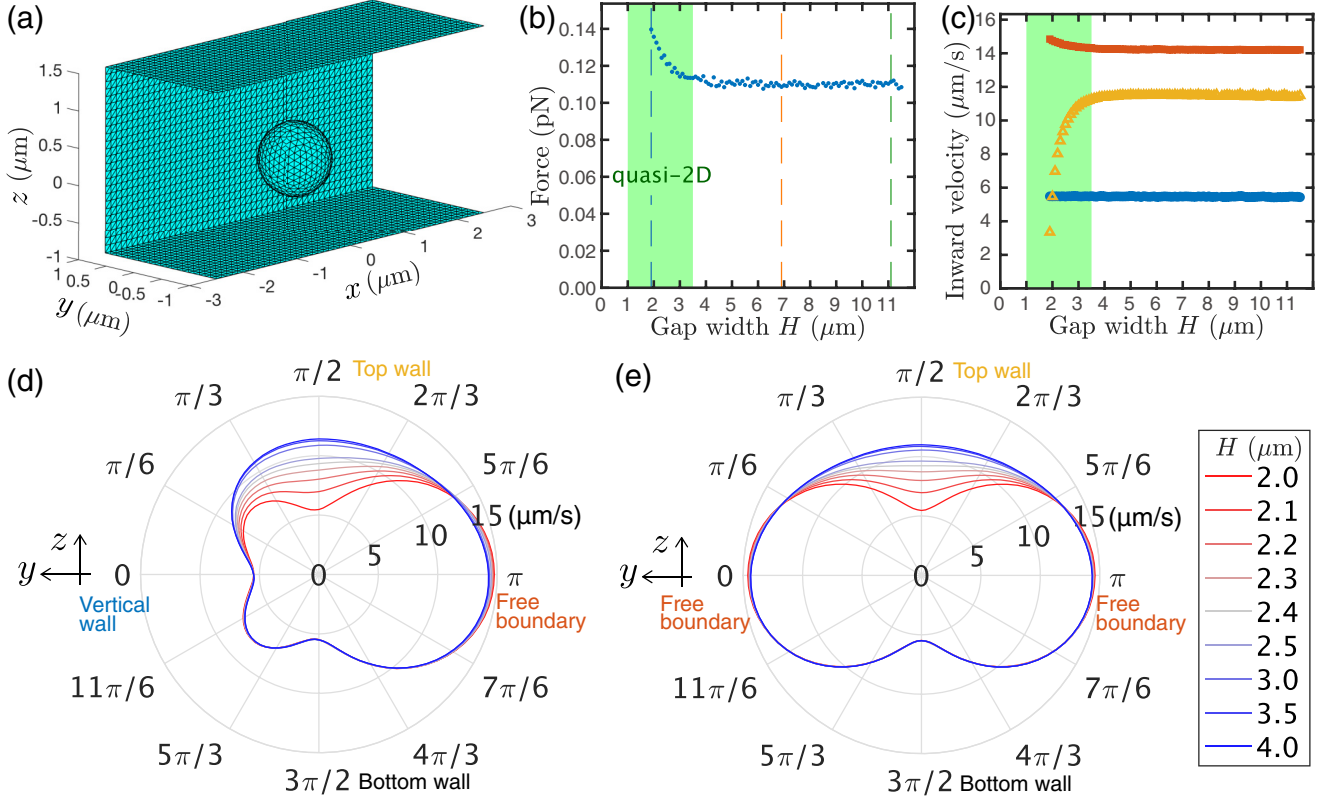 (a)
1.5
1
0.5
0
-0.5
-1
z (μm)
1
0.5
0
-0.5
-1
y (μm)
-3
-2
-1
0
1
2
3
x (μm)
(b)
0.14
0.12
0.10
0.08
0.06
0.04
0.02
0.00
Force (pN)
quasi-2D
0 1 2 3 4 5 6 7 8 9 10 11
Gap width H (μm)
(c)
16
14
12
10
8
6
4
2
0
Inward velocity (μm/s)
0 1 2 3 4 5 6 7 8 9 10 11
Gap width H (μm)
(d)
π/2 Top wall
π/3 2π/3
π/6 5π/6
15 (μm/s)
10
5
0
z
y
0
π
Vertical
wall
Free
boundary
11π/6 7π/6
5π/3 4π/3
3π/2 Bottom wall
(e)
π/2 Top wall
π/3 2π/3
π/6 5π/6
15 (μm/s)
10
5
0
z
y
0
π
Free
boundary
Free
boundary
11π/6 7π/6
5π/3 4π/3
3π/2 Bottom wall
H (μm)
2.0
2.1
2.2
2.3
2.4
2.5
3.0
3.5
4.0